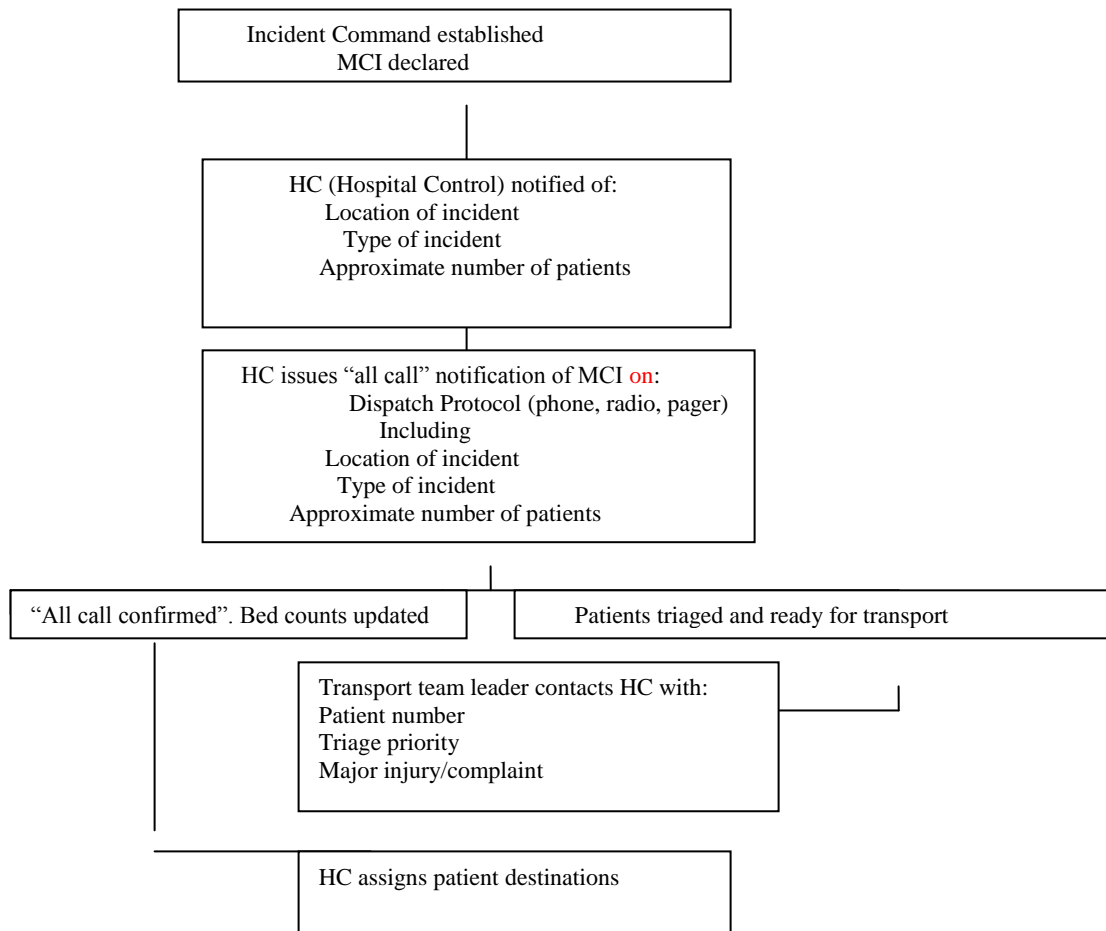 Incident Command established
MCI declared
HC (Hospital Control) notified of:
Location of incident
Type of incident
Approximate number of patients
HC issues “all call” notification of MCI on:
Dispatch Protocol (phone, radio, pager)
Including
Location of incident
Type of incident
Approximate number of patients
“All call confirmed”. Bed counts updated
Patients triaged and ready for transport
Transport team leader contacts HC with:
Patient number
Triage priority
Major injury/complaint
HC assigns patient destinations